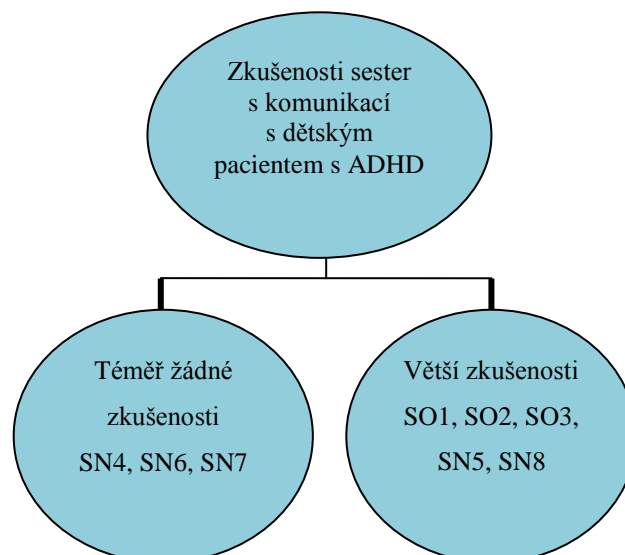 Zkušenosti sester
s komunikací
s dětským
pacientem s ADHD
Téměř žádné
zkušenosti
SN4, SN6, SN7
Větší zkušenosti
SO1, SO2, SO3,
SN5, SN8